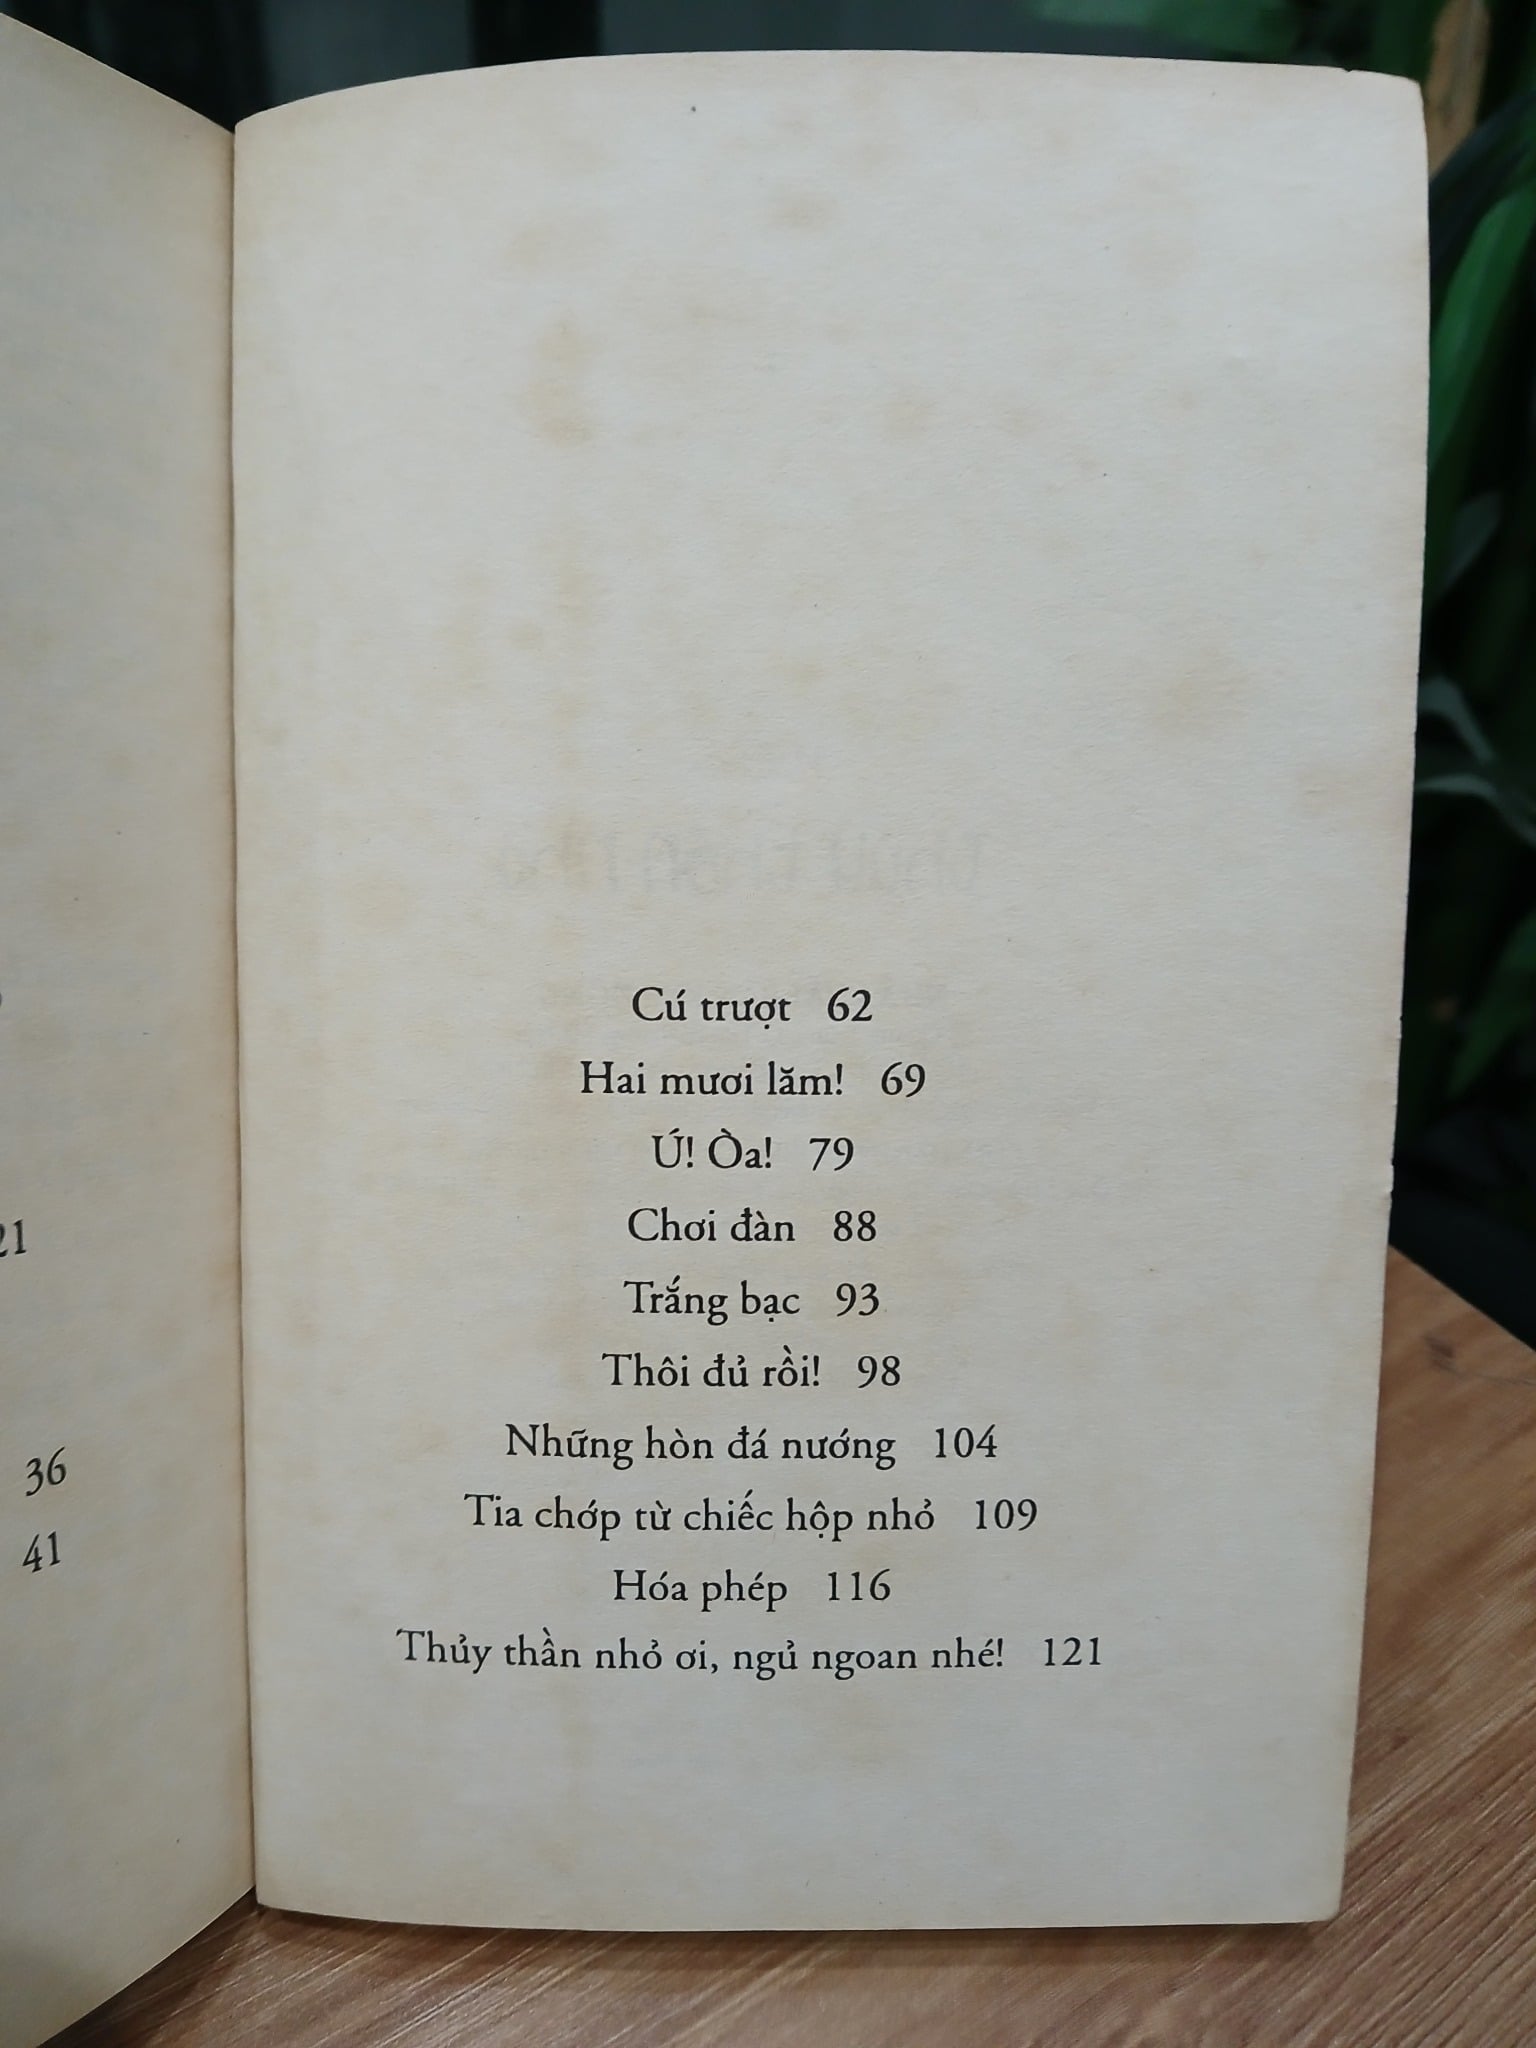 21
36
41
Cú trượt 62
Hai mươi lăm! 69
Ứ! Òa! 79
Chơi đàn 88
Trắng bạc 93
Thôi đủ rồi! 98
Những hòn đá nướng 104
Tia chớp từ chiếc hộp nhỏ 109
Hóa phép 116
Thủy thần nhỏ ơi, ngủ ngoan nhé! 121